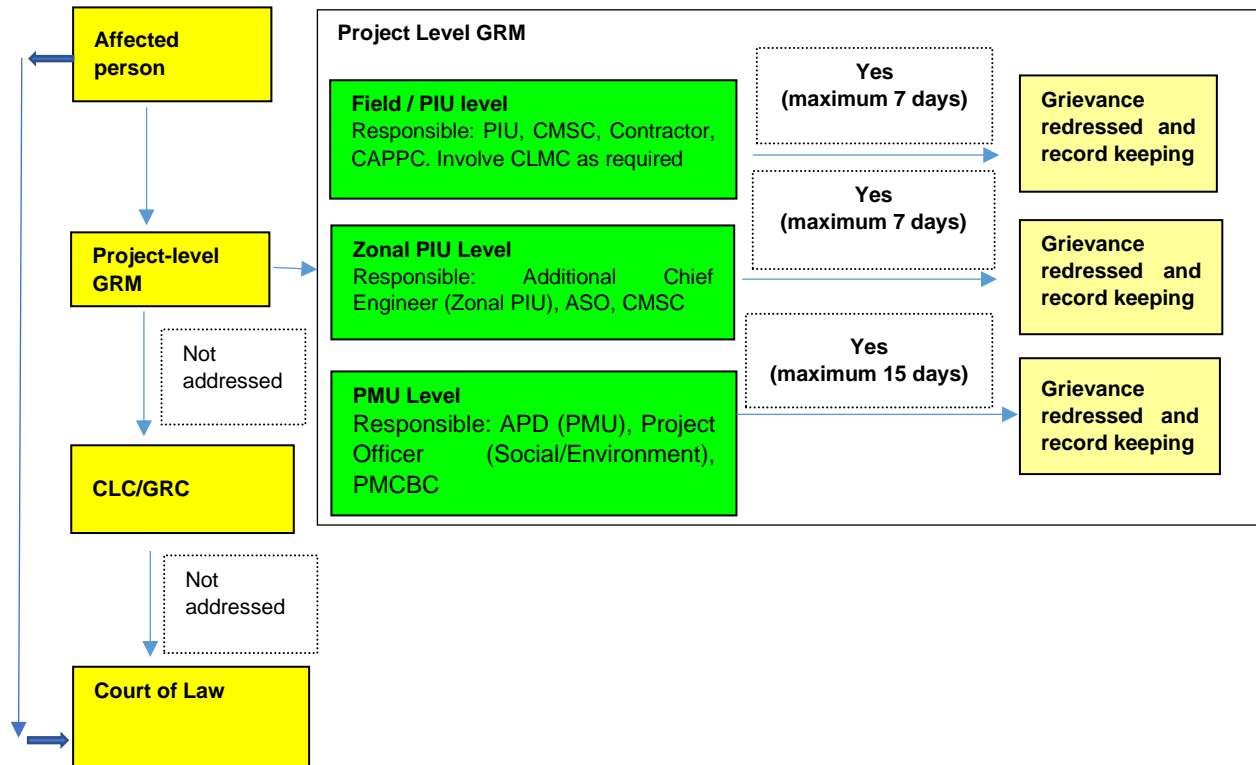 Affected
person
Project Level GRM
Field / PIU level
Responsible: PIU, CMSC, Contractor,
CAPPC. Involve CLMC as required
Yes
(maximum 7 days)
Grievance
redressed and
record keeping
Project-level
GRM
Zonal PIU Level
Responsible: Additional Chief
Engineer (Zonal PIU), ASO, CMSC
Yes
(maximum 7 days)
Grievance
redressed and
record keeping
Not
addressed
PMU Level
Responsible: APD (PMU), Project
Officer (Social/Environment),
PMCBC
Yes
(maximum 15 days)
Grievance
redressed and
record keeping
CLC/GRC
Not
addressed
Court of Law